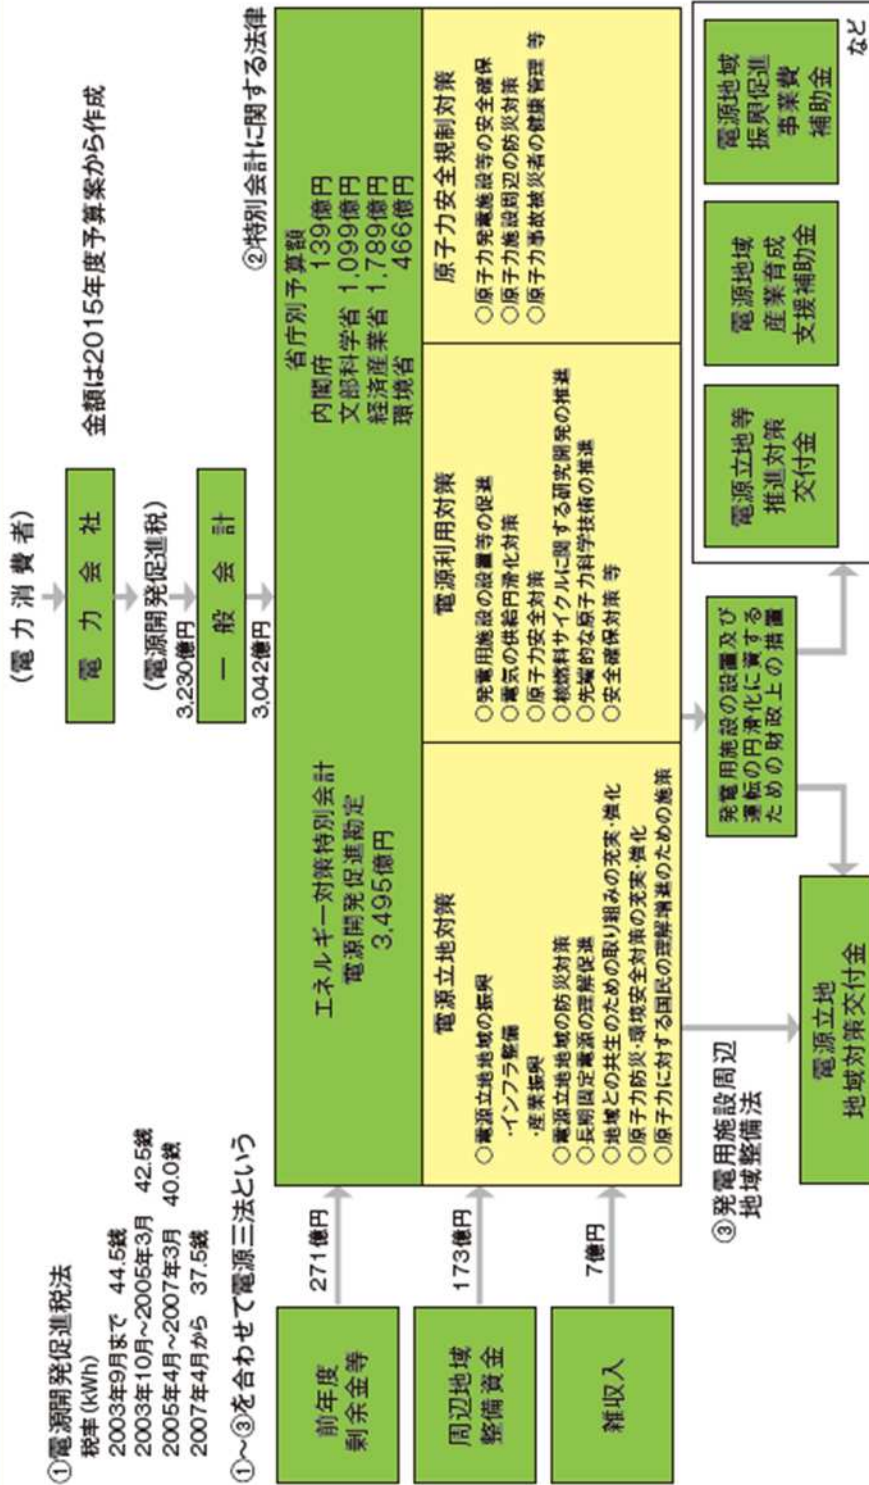 (電力消費者)
電力会社
金額は2015年度予算案から作成
(電源開発促進税)
3,230億円
一般会計
3,042億円
①電源開発促進税法
税率(kWh)
2003年9月まで 44.5銭
2003年10月～2005年3月 42.5銭
2005年4月～2007年3月 40.0銭
2007年4月から 37.5銭
①～③を合わせて電源三法という
②特別会計に関する法律
前年度
剰余金等
271億円
周辺地域
整備資金
173億円
雑収入
7億円
エネルギー対策特別会計
電源開発促進勘定
3,495億円
省庁別予算額
内閣府 139億円
文部科学省 1,099億円
経済産業省 1,789億円
環境省 466億円
電源立地対策
○電源立地地域の振興
・インフラ整備
・産業振興
○電源立地地域の防災対策
○長期固定電源の理解促進
○地域との共生のための取り組みの充実・強化
○原子力防災・環境安全対策の充実・強化
○原子力に対する国民の理解増進のための施策
電源利用対策
○発電用施設の設置等の促進
○電気の供給円滑化対策
○原子力安全対策
○核燃料サイクルに関する研究開発の推進
○先端的な原子力科学技術の推進
○安全確保対策 等
原子力安全規制対策
○原子力発電施設等の安全確保
○原子力施設周辺の防災対策
○原子力事故被災者の健康管理 等
③発電用施設周辺
地域整備法
発電用施設の設置及び
運転の円滑化に資する
ための財政上の措置
電源立地
地域対策交付金
電源立地等
推進対策
交付金
電源地域
産業育成
支援補助金
電源地域
振興促進
事業費
補助金
など